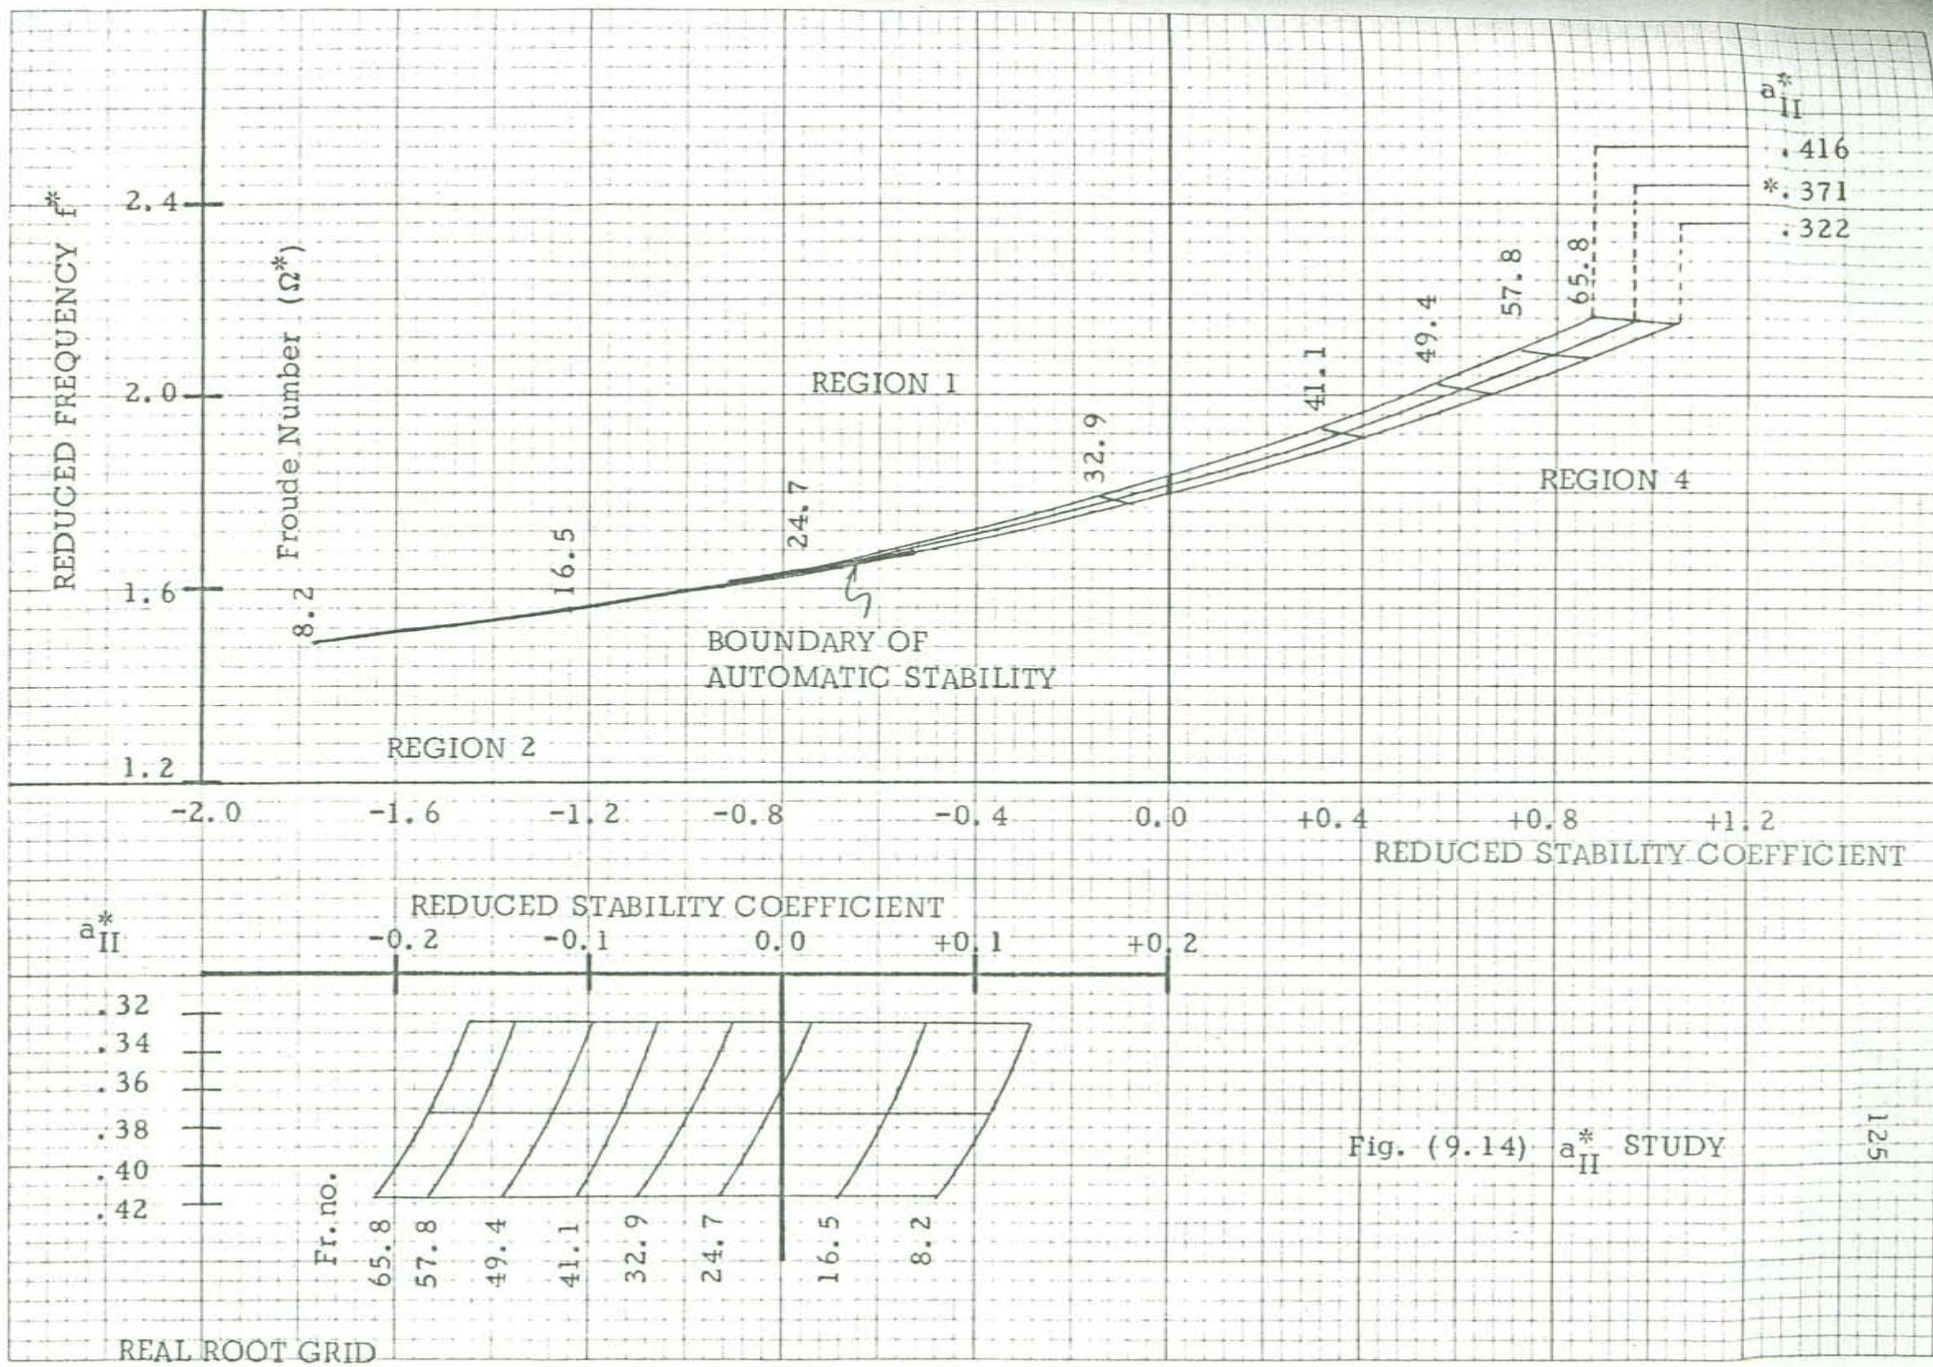 a*II
.416
*.371
.322
REDUCED FREQUENCY f*
2.4
2.0
1.6
1.2
Froude Number (Ω*)
8.2
16.5
24.7
32.9
41.1
49.4
57.8
65.8
REGION 1
REGION 4
BOUNDARY OF
AUTOMATIC STABILITY
REGION 2
-2.0 -1.6 -1.2 -0.8 -0.4 0.0 +0.4 +0.8 +1.2
REDUCED STABILITY COEFFICIENT
REDUCED STABILITY COEFFICIENT
a*II
-0.2 -0.1 0.0 +0.1 +0.2
.32
.34
.36
.38
.40
.42
Fr.no.
65.8
57.8
49.4
41.1
32.9
24.7
16.5
8.2
Fig. (9.14) a*II STUDY
125
REAL ROOT GRID